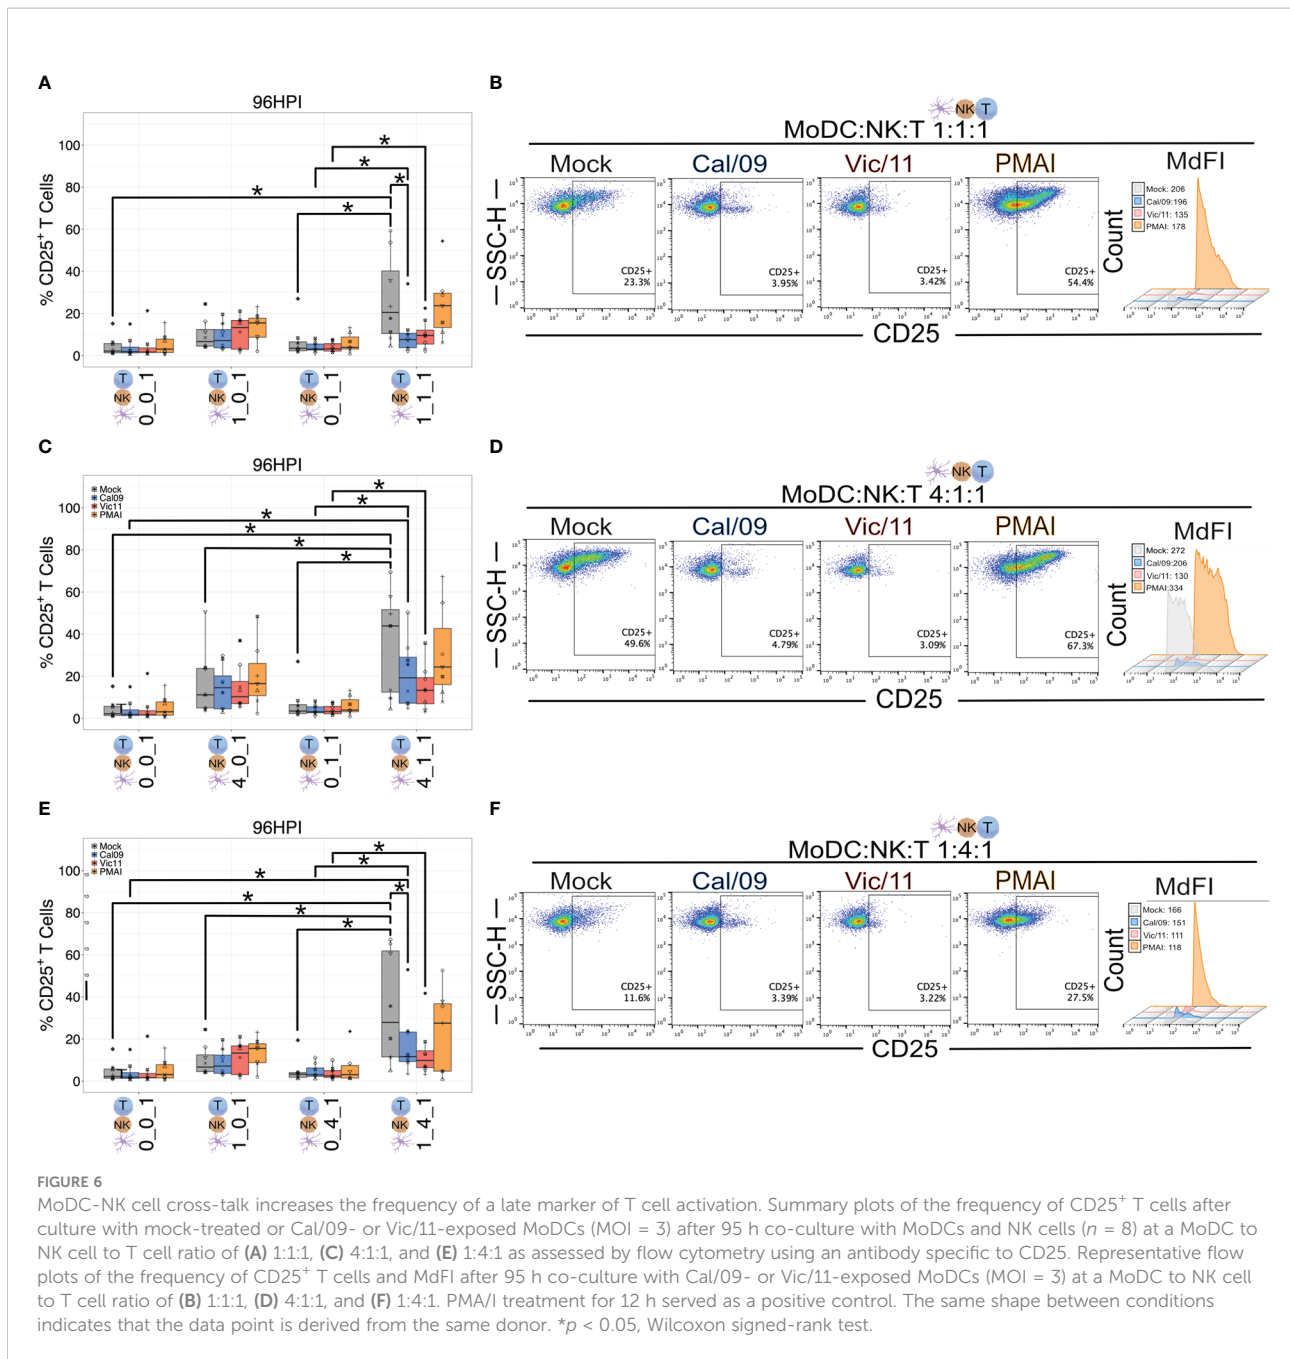 A
96HPI
% CD25+ T Cells
100
80
60
40
20
0
T
NK
0_0_1
T
NK
1_0_1
T
NK
0_1_1
T
NK
1_1_1
* * * * *
B
NK T
MoDC:NK:T 1:1:1
Mock Cal/09 Vic/11 PMAI MdFI
SSC-H
CD25+
23.3%
CD25+
3.95%
CD25+
3.42%
CD25+
54.4%
CD25
Count
Mock: 206
Cal/09:196
Vic/11: 135
PMAI: 178
C
96HPI
Mock
Cal09
Vic11
PMAI
% CD25+ T Cells
100
80
60
40
20
0
T
NK
0_0_1
T
NK
4_0_1
T
NK
0_1_1
T
NK
4_1_1
* * * * * *
D
NK T
MoDC:NK:T 4:1:1
Mock Cal/09 Vic/11 PMAI MdFI
SSC-H
CD25+
49.6%
CD25+
4.79%
CD25+
3.09%
CD25+
67.3%
CD25
Count
Mock: 272
Cal/09:206
Vic/11: 130
PMAI:334
E
96HPI
Mock
Cal09
Vic11
PMAI
% CD25+ T Cells
100
80
60
40
20
0
T
NK
0_0_1
T
NK
1_0_1
T
NK
0_4_1
T
NK
1_4_1
* * * * * * *
F
NK T
MoDC:NK:T 1:4:1
Mock Cal/09 Vic/11 PMAI MdFI
SSC-H
CD25+
11.6%
CD25+
3.39%
CD25+
3.22%
CD25+
27.5%
CD25
Count
Mock: 166
Cal/09: 151
Vic/11: 111
PMAI: 118
FIGURE 6
MoDC-NK cell cross-talk increases the frequency of a late marker of T cell activation. Summary plots of the frequency of CD25+ T cells after
culture with mock-treated or Cal/09- or Vic/11-exposed MoDCs (MOI = 3) after 95 h co-culture with MoDCs and NK cells (n = 8) at a MoDC to
NK cell to T cell ratio of (A) 1:1:1, (C) 4:1:1, and (E) 1:4:1 as assessed by flow cytometry using an antibody specific to CD25. Representative flow
plots of the frequency of CD25+ T cells and MdFI after 95 h co-culture with Cal/09- or Vic/11-exposed MoDCs (MOI = 3) at a MoDC to NK cell
to T cell ratio of (B) 1:1:1, (D) 4:1:1, and (F) 1:4:1. PMA/I treatment for 12 h served as a positive control. The same shape between conditions
indicates that the data point is derived from the same donor. *p < 0.05, Wilcoxon signed-rank test.